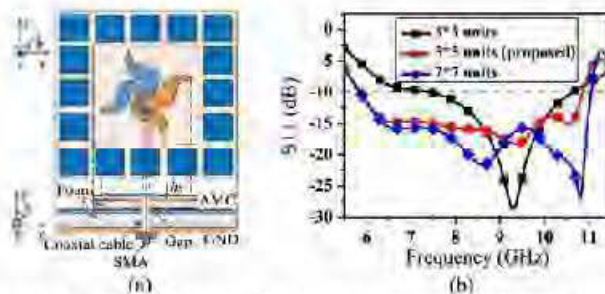 Foam
AMC
Coaxial cable
Gap
GND
SMA
(a)
S11 (dB)
5
0
-5
-10
-15
-20
-25
-30
3*3 units
5*5 units (proposed)
7*7 units
6 7 8 9 10 11
Frequency (GHz)
(b)